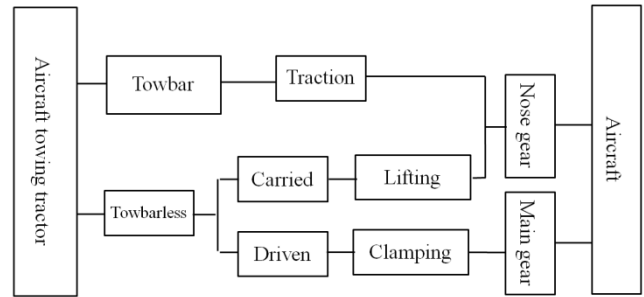 Aircraft towing tractor
Towbar
Traction
Nose gear
Aircraft
Towbarless
Carried
Lifting
Driven
Clamping
Main gear